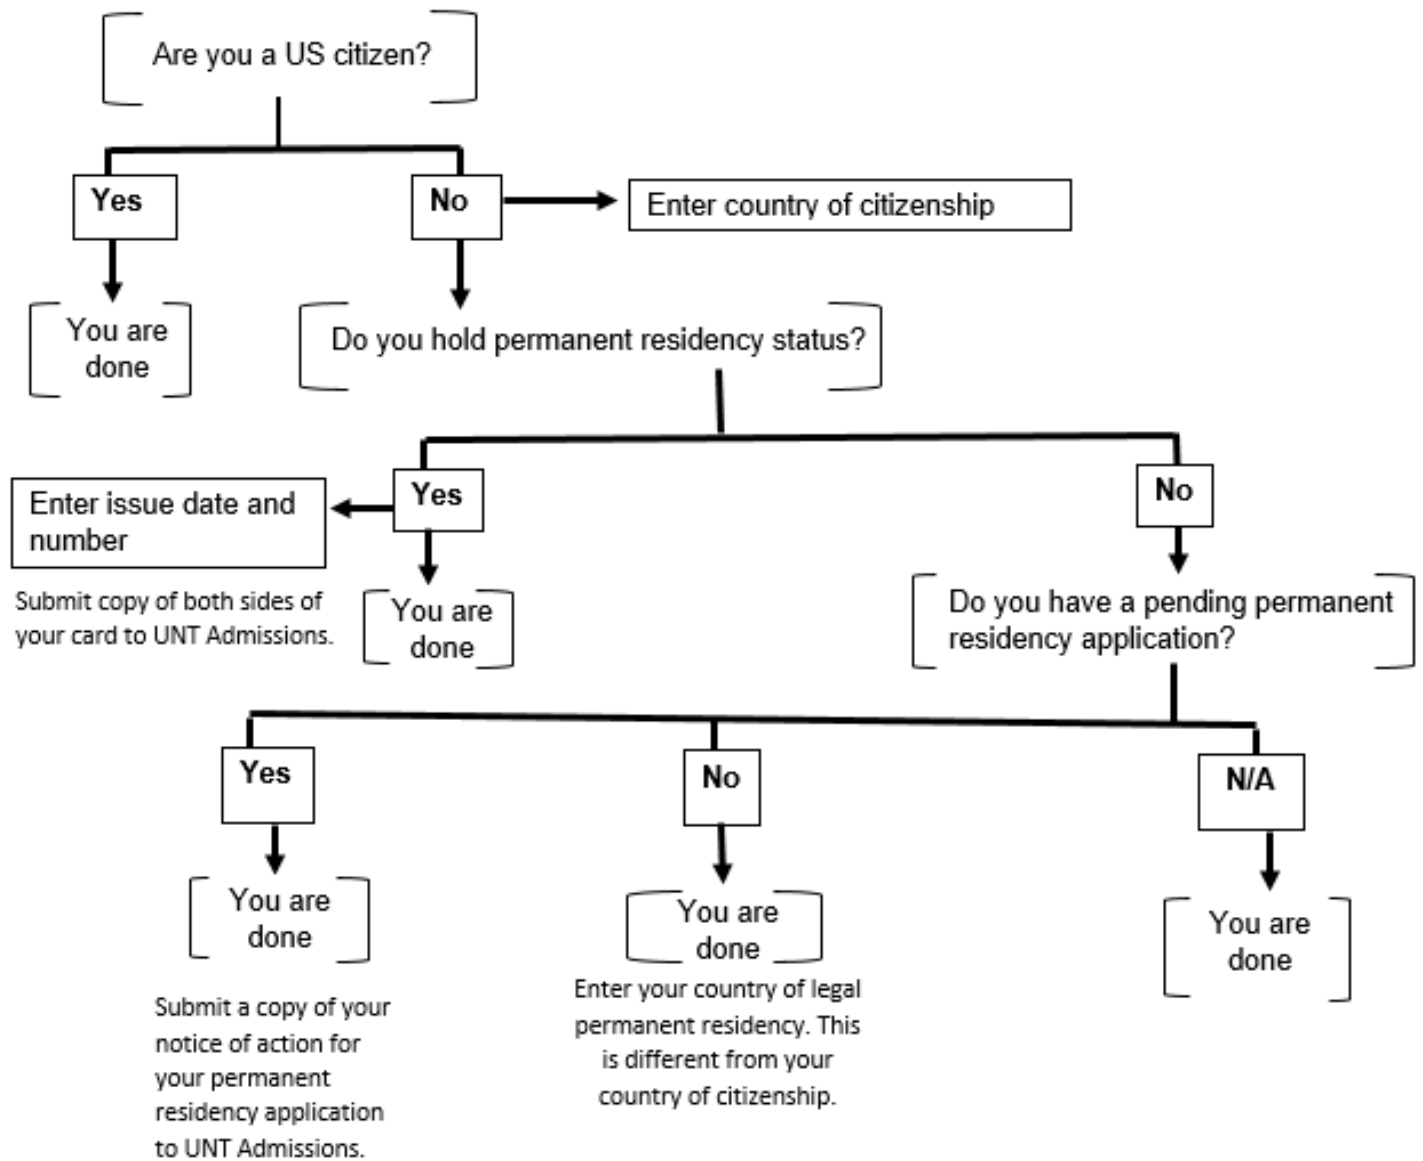 Are you a US citizen?
Yes
No
Enter country of citizenship
You are
done
Do you hold permanent residency status?
Enter issue date and
number
Yes
No
Submit copy of both sides of
your card to UNT Admissions.
You are
done
Do you have a pending permanent
residency application?
Yes
No
N/A
You are
done
Submit a copy of your
notice of action for
your permanent
residency application
to UNT Admissions.
You are
done
Enter your country of legal
permanent residency. This
is different from your
country of citizenship.
You are
done